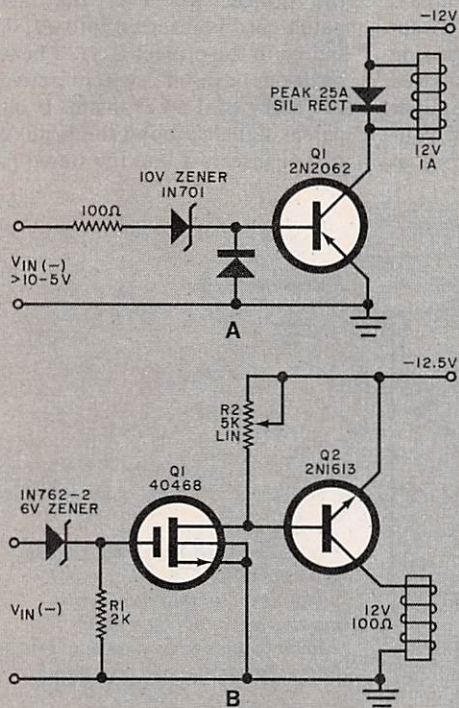 -12V
PEAK 25A
SIL RECT
12V
1A
Q1
2N2062
10V ZENER
1N701
100Ω
VIN(-)
>10-5V
A
-12.5V
R2
5K
LIN
Q1
40468
Q2
2N1613
1N762-2
6V ZENER
VIN(-)
R1
2K
12V
100Ω
B